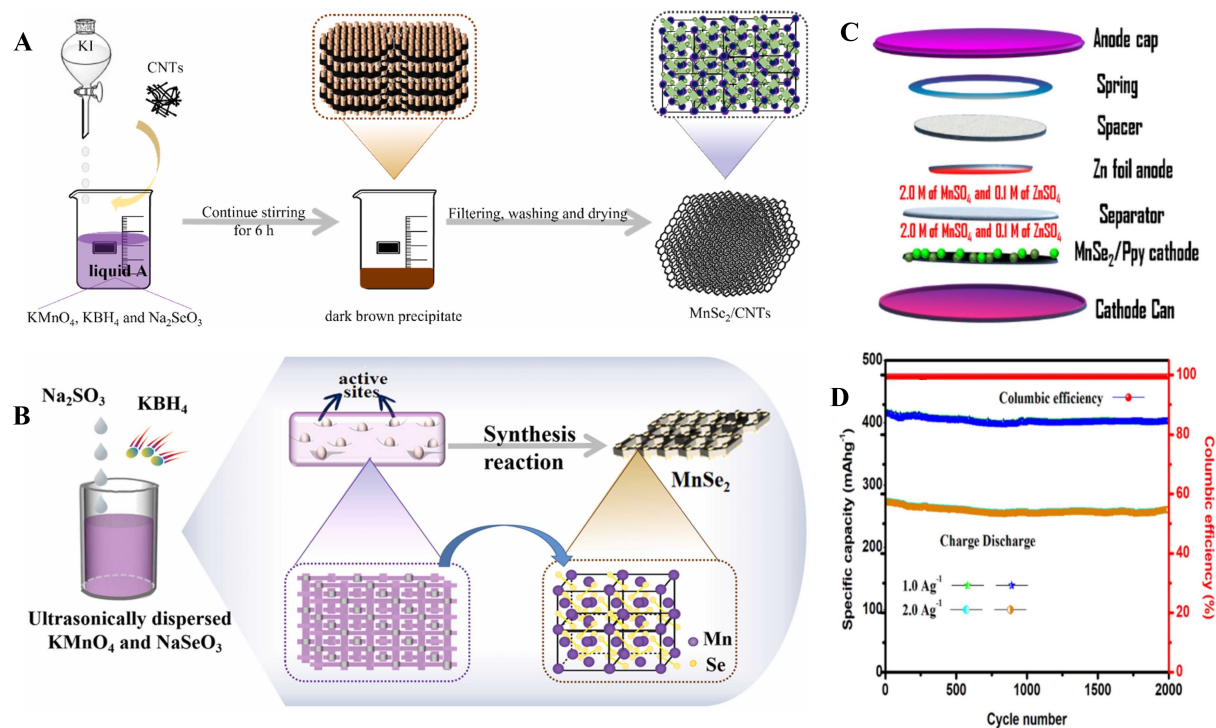 A
KI
CNTs
liquid A
KMnO₄, KBH₄ and Na₂SeO₃
Continue stirring
for 6 h
dark brown precipitate
Filtering, washing and drying
MnSe₂/CNTs
B
Na₂SO₃
KBH₄
Ultrasonically dispersed
KMnO₄ and NaSeO₃
active
sites
Synthesis
reaction
MnSe₂
Mn
Se
C
Anode cap
Spring
Spacer
Zn foil anode
2.0 M of MnSO₄ and 0.1 M of ZnSO₄
Separator
2.0 M of MnSO₄ and 0.1 M of ZnSO₄
MnSe₂/Ppy cathode
Cathode Can
D
Specific capacity (mAhg⁻¹)
500
400
300
200
100
0
Columbic efficiency
Charge Discharge
1.0 Ag⁻¹
2.0 Ag⁻¹
100
80
60
40
20
0
Columbic efficiency (%)
0
500
1000
1500
2000
Cycle number